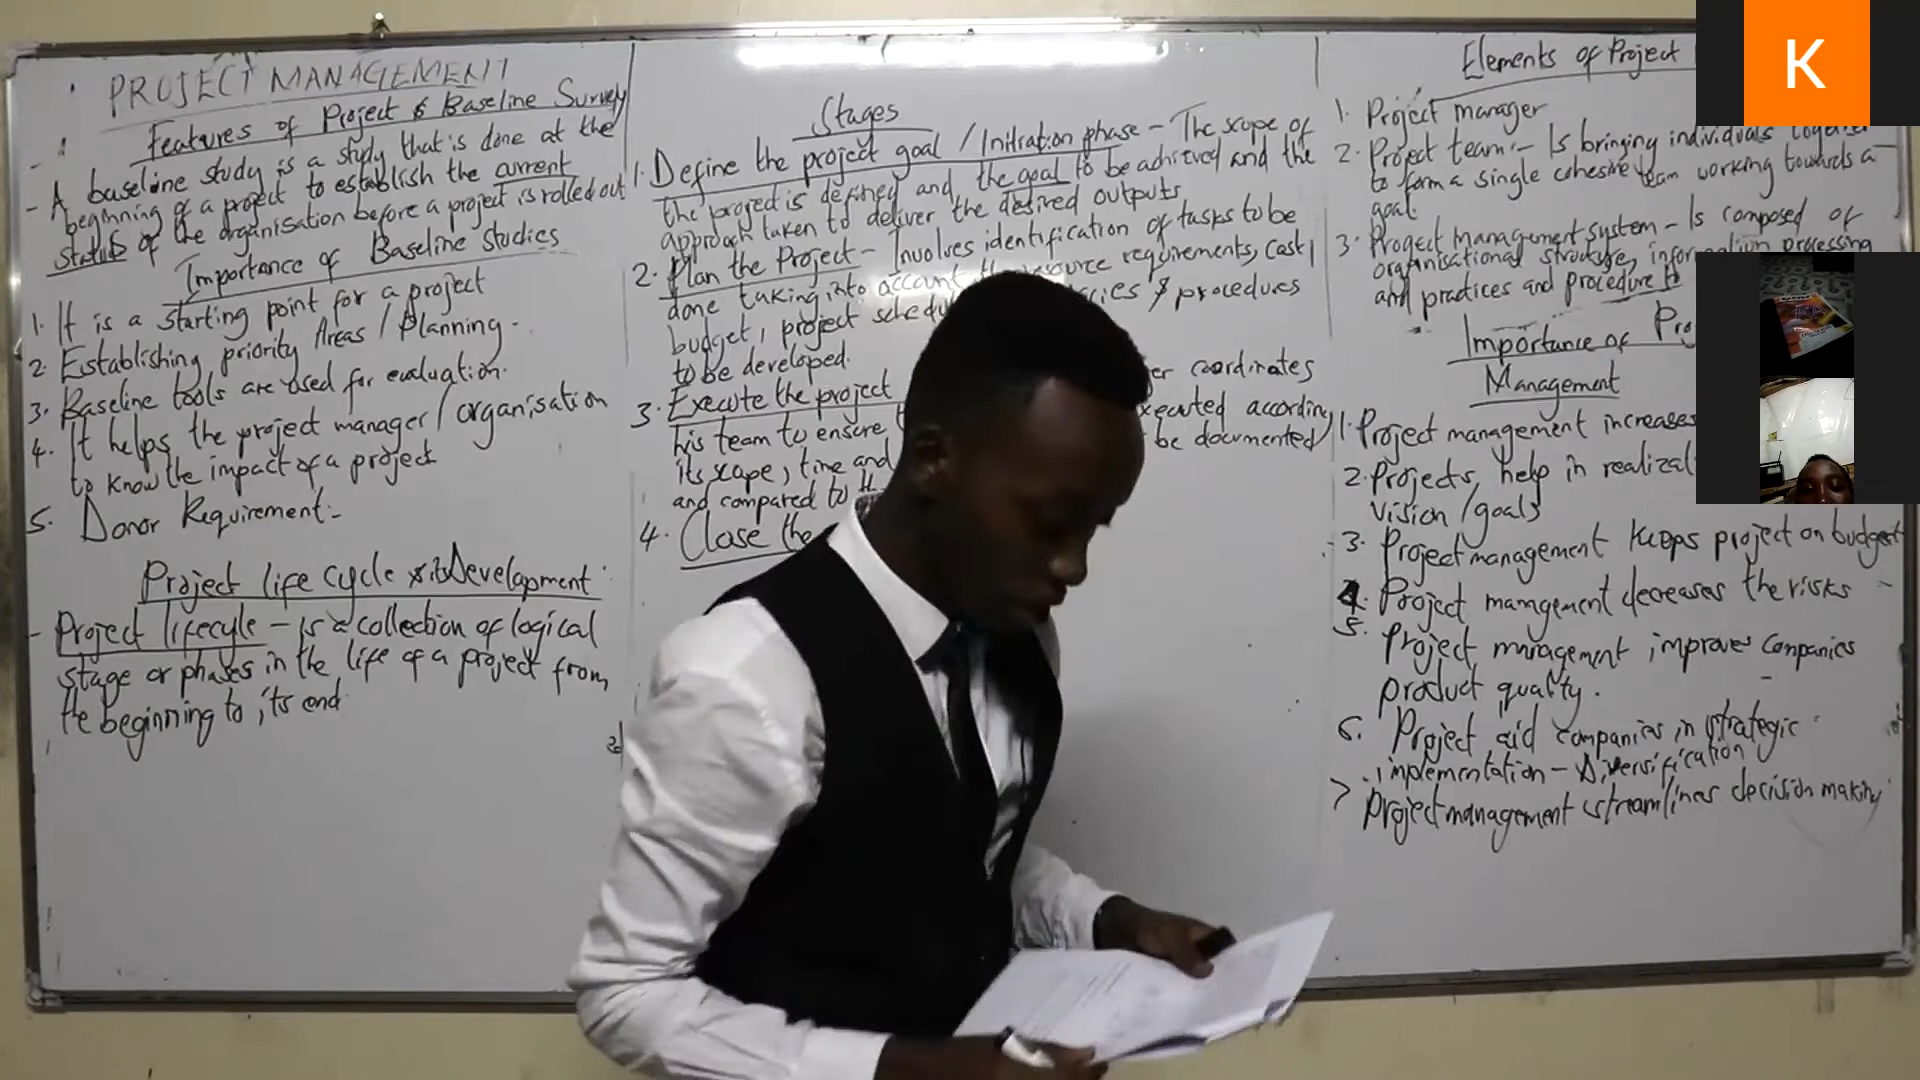 PROJECT MANAGEMENT
Features of Project & Baseline Survey
- A baseline study is a study that is done at the
beginning of a project to establish the current
status of the organisation before a project is rolled out
Importance of Baseline studies
1. It is a starting point for a project
2. Establishing priority Areas / Planning.
3. Baseline tools are used for evaluation.
4. It helps the project manager / organisation
to know the impact of a project
5. Donor Requirement:-
Project life cycle & its Development
- Project lifecyle - Is a collection of logical
stage or phases in the life of a project from
the beginning to its end
Stages
1. Define the project goal / Initiation phase - The scope of
the project is defined and the goal to be achieved and the
approach taken to deliver the desired outputs
2. Plan the Project - Involves identification of tasks to be
done taking into account resource requirements, cost,
budget, project & procedures
to be developed.
3. Execute the project coordinates
his team to ensure executed according
its scope, time and be documented
and compared to
4. Close the
Elements of Project
1. Project manager
2. Project team:- Is bringing individuals together
to form a single cohesive team working towards a
goal.
3. Project Management system - Is composed of
organisational structure, information processing
and practices and procedure
Importance of
Management
1. Project management increases
2. Projects, help in
vision / goals
3. Project management keeps project on budget
4. Project management decreases the risks
5. Project management improves companies
product quality.
6. Project aid companies in strategic
implementation - Diversification
7 Project management streamlines decision making
K